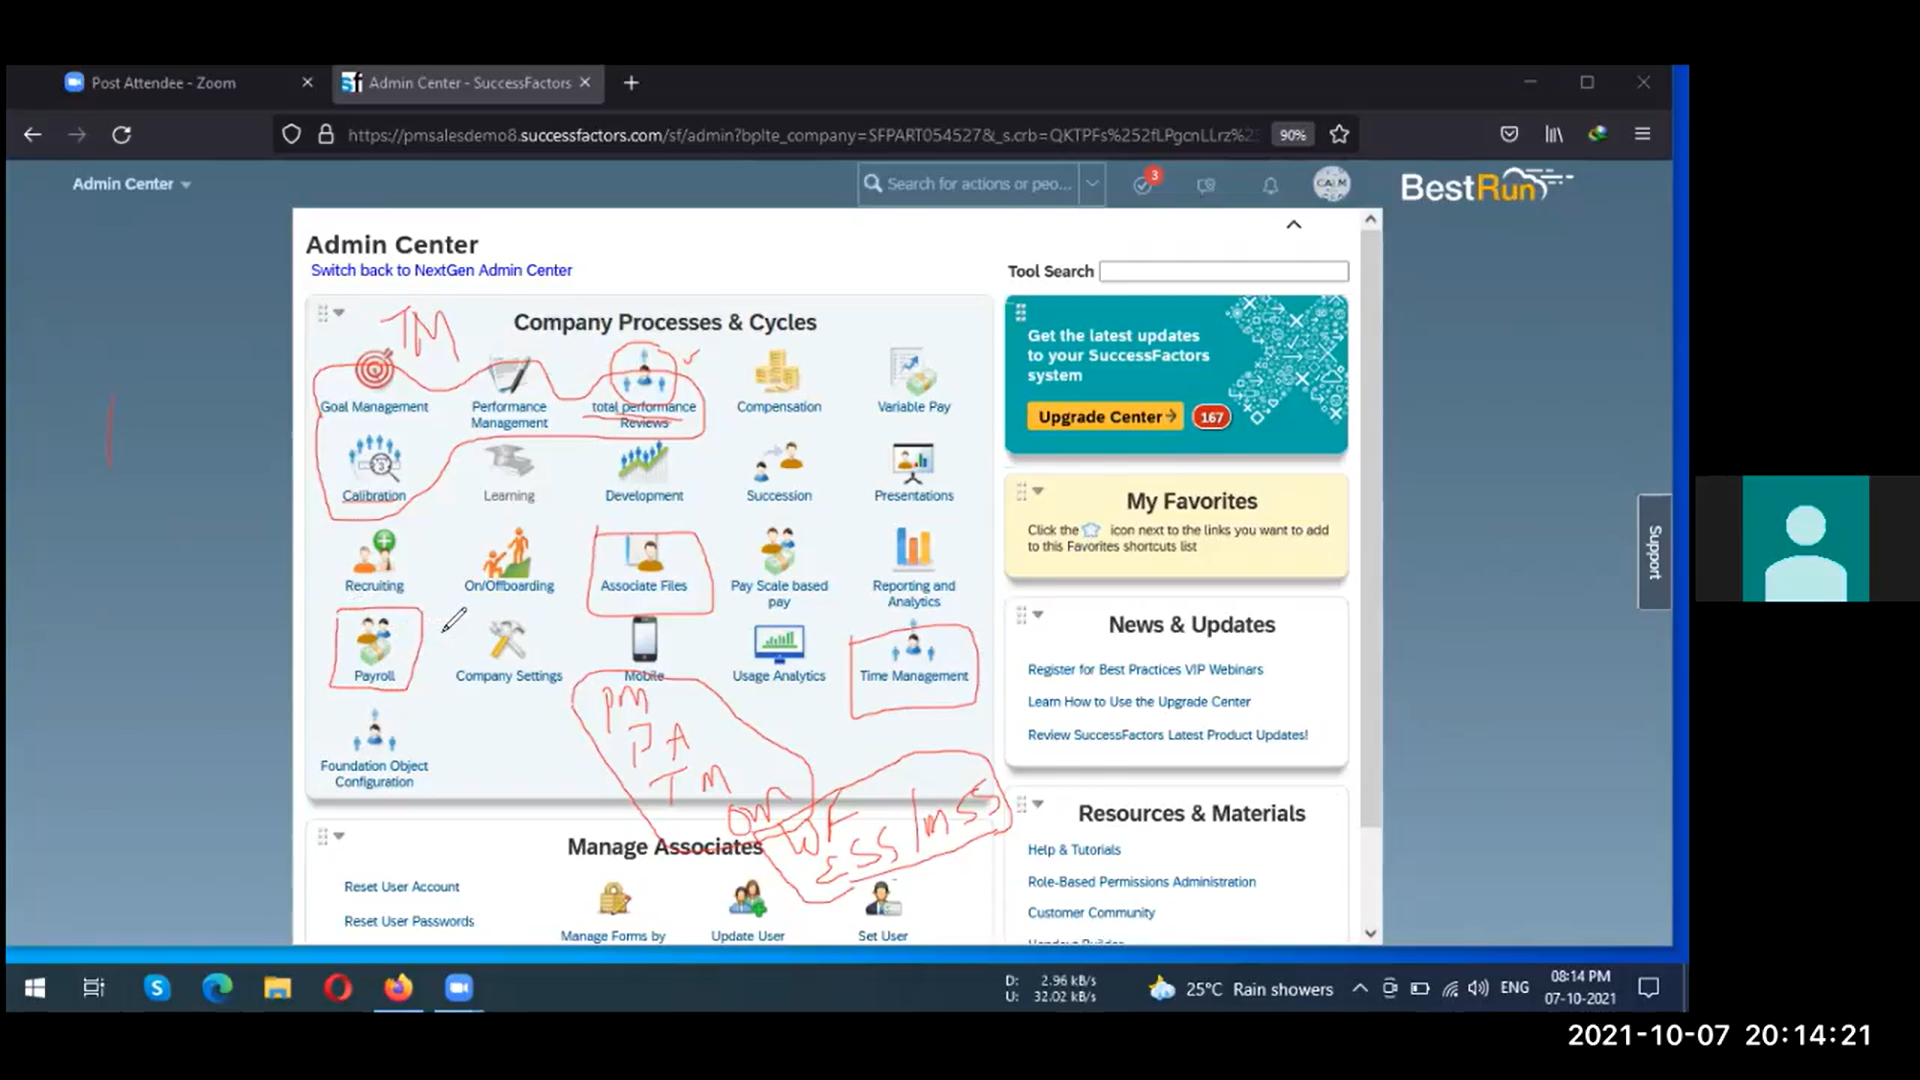 Post Attendee - Zoom
Admin Center - SuccessFactors
https://pmsalesdemo8.successfactors.com/sf/admin?bplte_company=SFPART054527&_s.crb=QKTPFs%252fLPgcnLLrz%25
90%
Admin Center
Search for actions or peo...
3
CALM
BestRun
Admin Center
Switch back to NextGen Admin Center
Tool Search
TM
Company Processes & Cycles
Goal Management
Performance Management
total performance Reviews
Compensation
Variable Pay
Calibration
Learning
Development
Succession
Presentations
Recruiting
On/Offboarding
Associate Files
Pay Scale based pay
Reporting and Analytics
Payroll
Company Settings
Mobile
Usage Analytics
Time Management
Foundation Object Configuration
PM
PA
TM
OM
WF
ESS/MSS
Manage Associates
Reset User Account
Reset User Passwords
Manage Forms by
Update User
Set User
Get the latest updates
to your SuccessFactors
system
Upgrade Center
167
My Favorites
Click the icon next to the links you want to add
to this Favorites shortcuts list
News & Updates
Register for Best Practices VIP Webinars
Learn How to Use the Upgrade Center
Review SuccessFactors Latest Product Updates!
Resources & Materials
Help & Tutorials
Role-Based Permissions Administration
Customer Community
Support
D: 2.96 kB/s
U: 32.02 kB/s
25°C Rain showers
ENG
08:14 PM
07-10-2021
2021-10-07 20:14:21